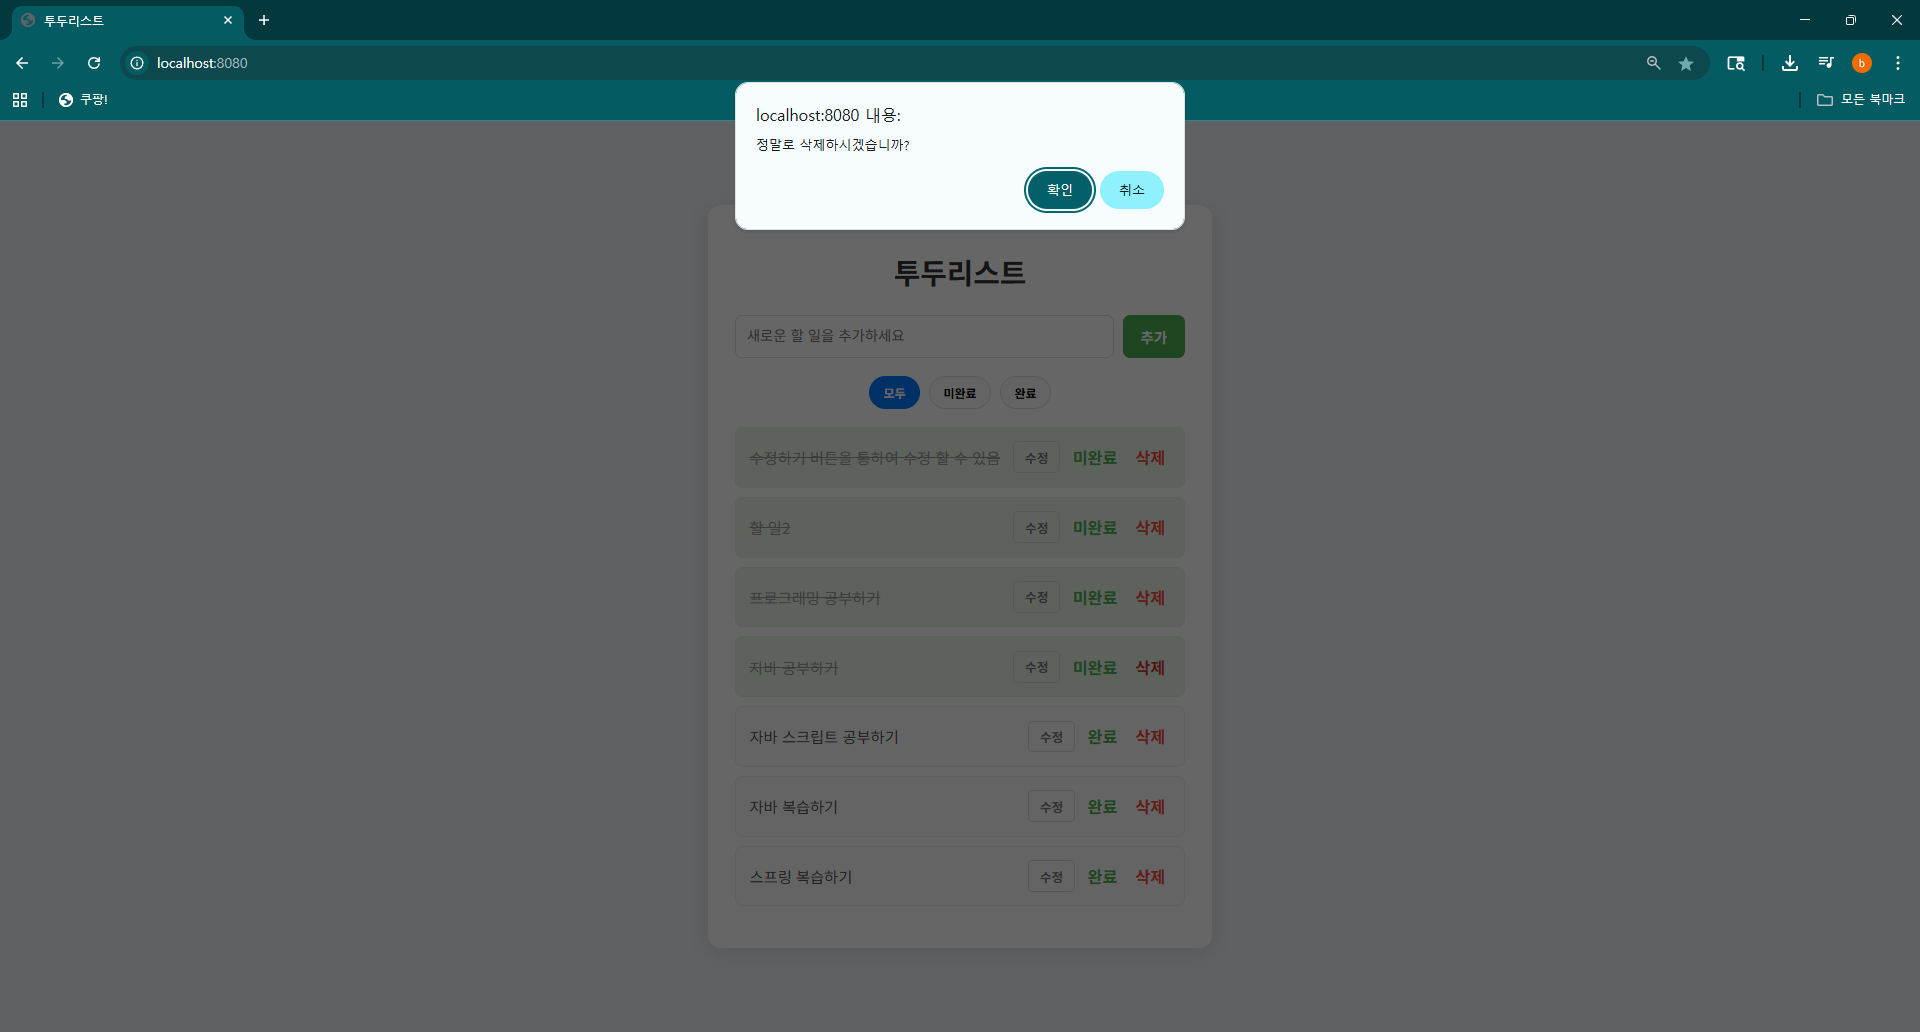 투두리스트
localhost:8080
b
쿠팡!
모든 북마크
localhost:8080 내용:
정말로 삭제하시겠습니까?
확인 취소
투두리스트
새로운 할 일을 추가하세요 추가
모두 미완료 완료
수정하기 버튼을 통하여 수정 할 수 있음 수정 미완료 삭제
할 일2 수정 미완료 삭제
프로그래밍 공부하기 수정 미완료 삭제
자바 공부하기 수정 미완료 삭제
자바 스크립트 공부하기 수정 완료 삭제
자바 복습하기 수정 완료 삭제
스프링 복습하기 수정 완료 삭제